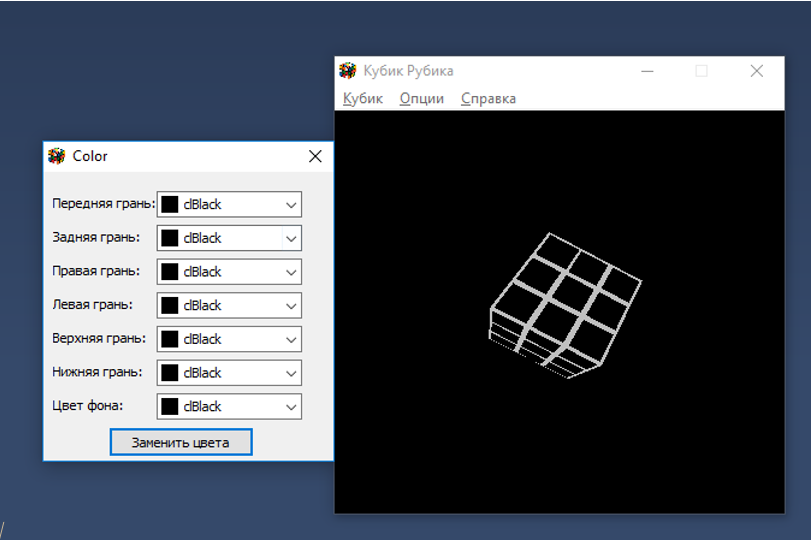 Кубик Рубика
Кубик Опции Справка
Color
Передняя грань: clBlack
Задняя грань: clBlack
Правая грань: clBlack
Левая грань: clBlack
Верхняя грань: clBlack
Нижняя грань: clBlack
Цвет фона: clBlack
Заменить цвета